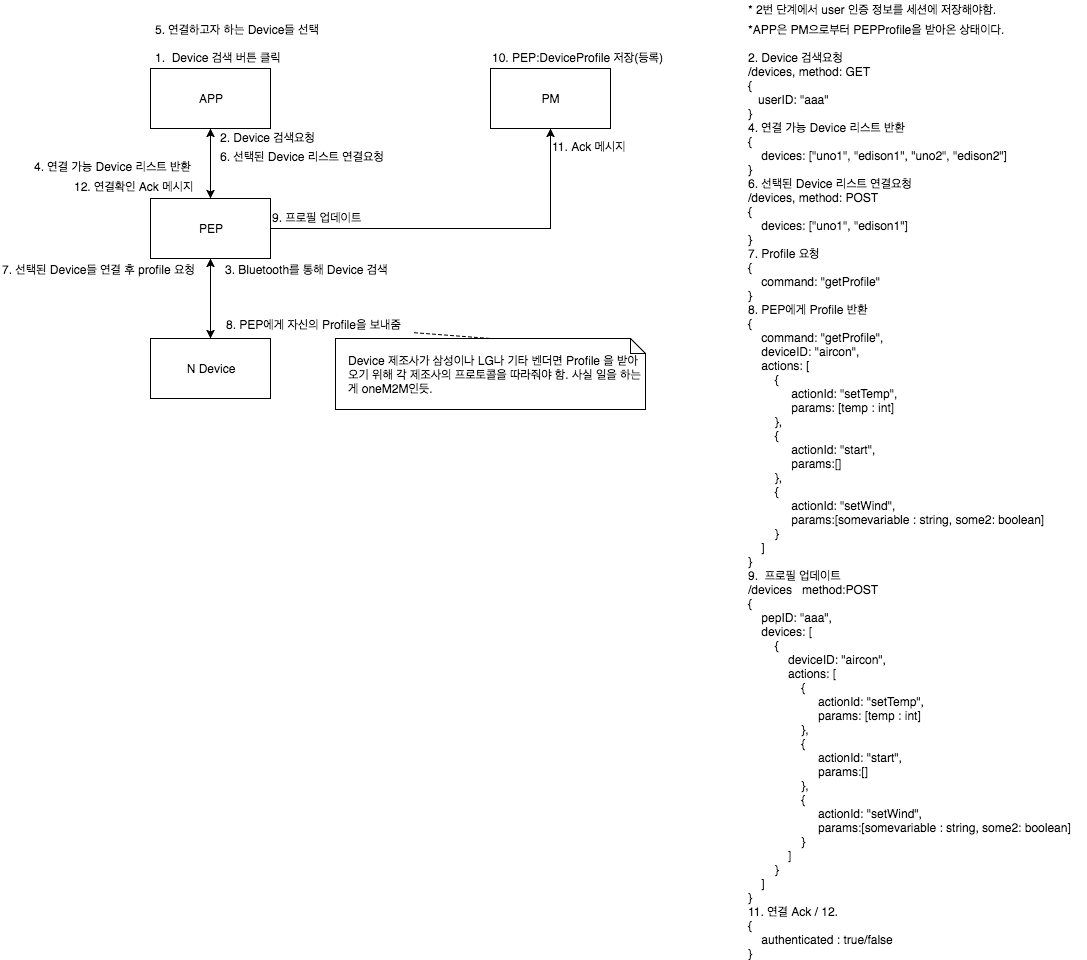 5. 연결하고자 하는 Device들 선택
1. Device 검색 버튼 클릭
APP
2. Device 검색요청
6. 선택된 Device 리스트 연결요청
4. 연결 가능 Device 리스트 반환
12. 연결확인 Ack 메시지
PEP
9. 프로필 업데이트
10. PEP:DeviceProfile 저장(등록)
PM
11. Ack 메시지
7. 선택된 Device들 연결 후 profile 요청
3. Bluetooth를 통해 Device 검색
8. PEP에게 자신의 Profile을 보내줌
N Device
Device 제조사가 삼성이나 LG나 기타 벤더면 Profile 을 받아
오기 위해 각 제조사의 프로토콜을 따라줘야 함. 사실 일을 하는
게 oneM2M인듯.
* 2번 단계에서 user 인증 정보를 세션에 저장해야함.
*APP은 PM으로부터 PEPProfile을 받아온 상태이다.
2. Device 검색요청
/devices, method: GET
{
userID: "aaa"
}
4. 연결 가능 Device 리스트 반환
{
devices: ["uno1", "edison1", "uno2", "edison2"]
}
6. 선택된 Device 리스트 연결요청
/devices, method: POST
{
devices: ["uno1", "edison1"]
}
7. Profile 요청
{
command: "getProfile"
}
8. PEP에게 Profile 반환
{
command: "getProfile",
deviceID: "aircon",
actions: [
{
actionId: "setTemp",
params: [temp : int]
},
{
actionId: "start",
params:[]
},
{
actionId: "setWind",
params:[somevariable : string, some2: boolean]
}
]
}
9. 프로필 업데이트
/devices method:POST
{
pepID: "aaa",
devices: [
{
deviceID: "aircon",
actions: [
{
actionId: "setTemp",
params: [temp : int]
},
{
actionId: "start",
params:[]
},
{
actionId: "setWind",
params:[somevariable : string, some2: boolean]
}
]
}
]
}
11. 연결 Ack / 12.
{
authenticated : true/false
}